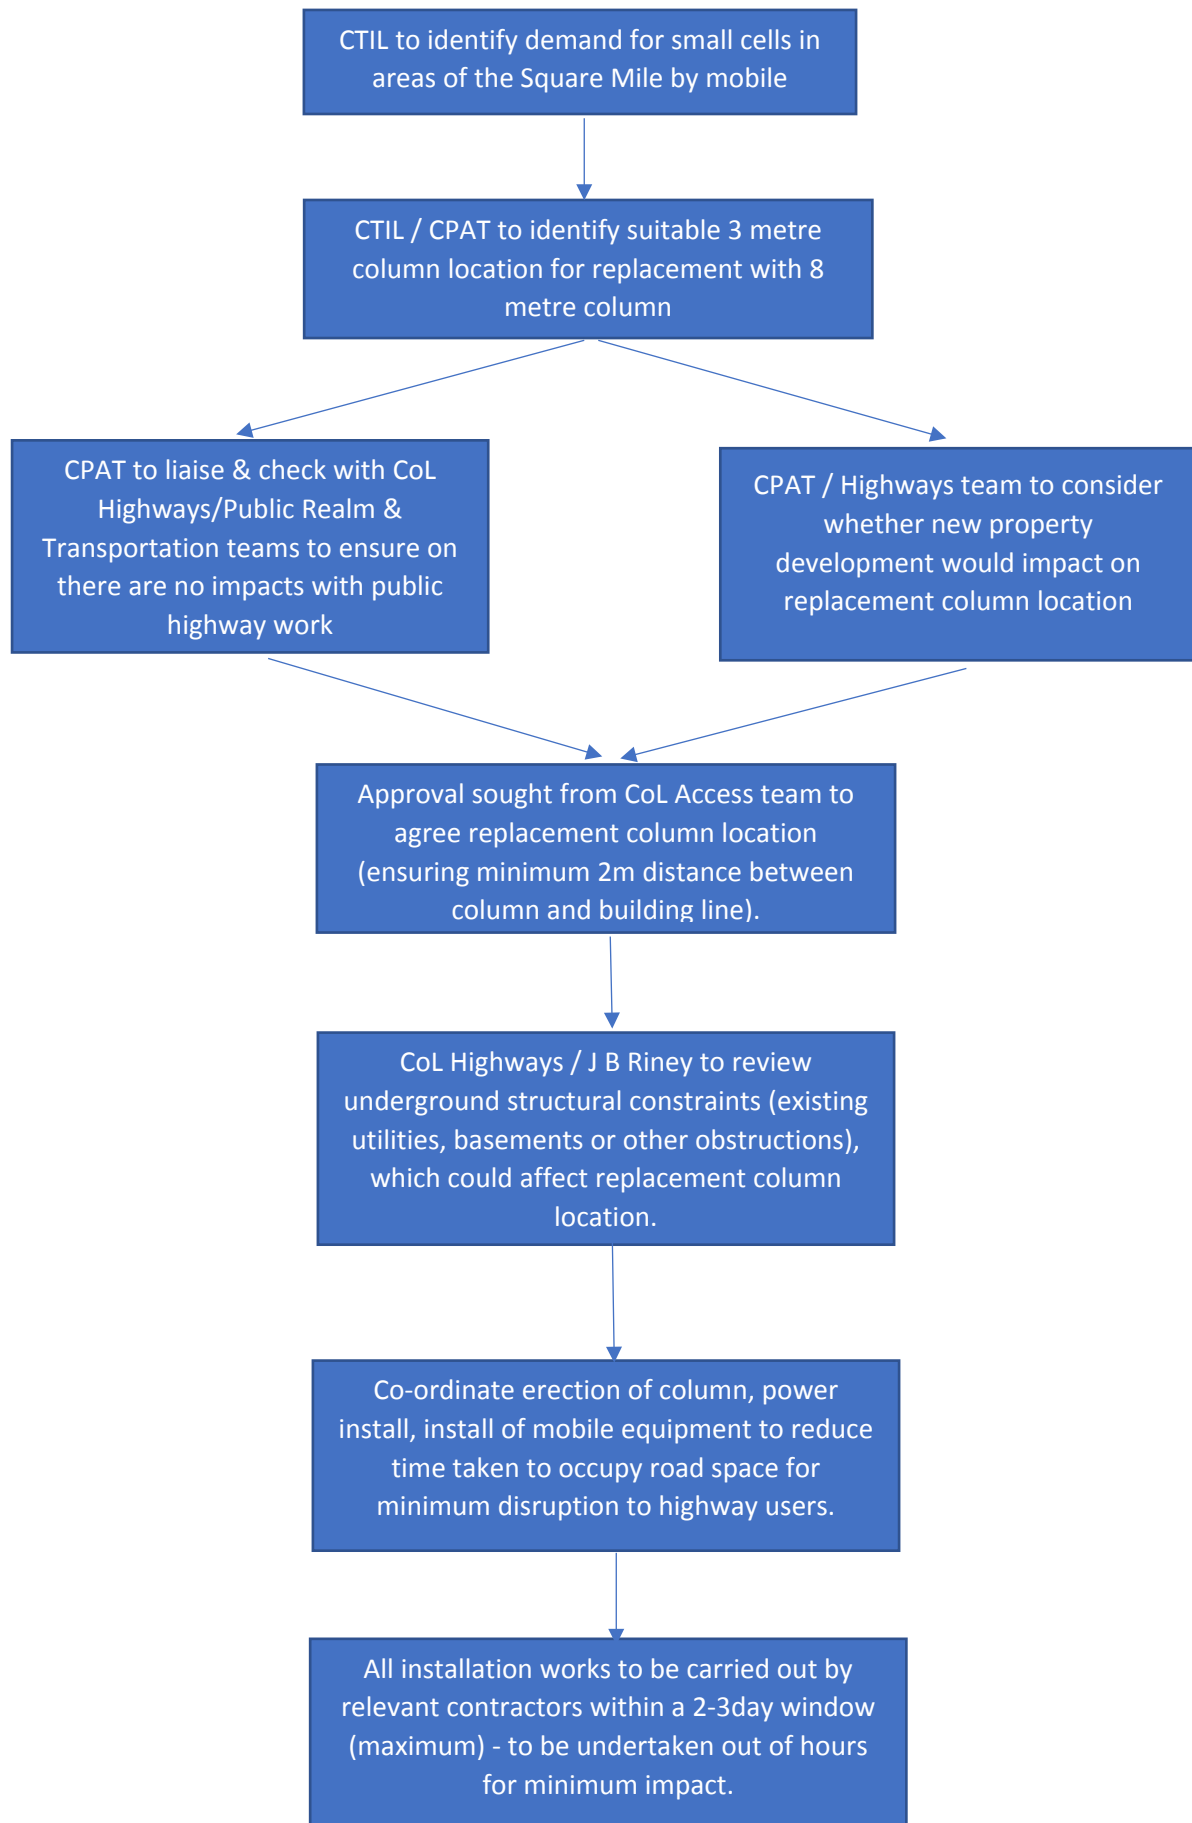 CTIL to identify demand for small cells in
areas of the Square Mile by mobile
CTIL / CPAT to identify suitable 3 metre
column location for replacement with 8
metre column
CPAT to liaise & check with CoL
Highways/Public Realm &
Transportation teams to ensure on
there are no impacts with public
highway work
CPAT / Highways team to consider
whether new property
development would impact on
replacement column location
Approval sought from CoL Access team to
agree replacement column location
(ensuring minimum 2m distance between
column and building line).
CoL Highways / J B Riney to review
underground structural constraints (existing
utilities, basements or other obstructions),
which could affect replacement column
location.
Co-ordinate erection of column, power
install, install of mobile equipment to reduce
time taken to occupy road space for
minimum disruption to highway users.
All installation works to be carried out by
relevant contractors within a 2-3day window
(maximum) - to be undertaken out of hours
for minimum impact.